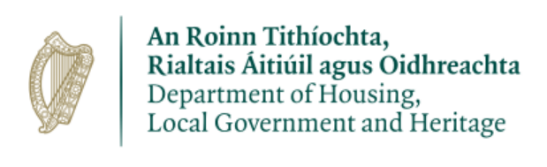 An Roinn Tithíochta,
Rialtais Áitiúil agus Oidhreachta
Department of Housing,
Local Government and Heritage